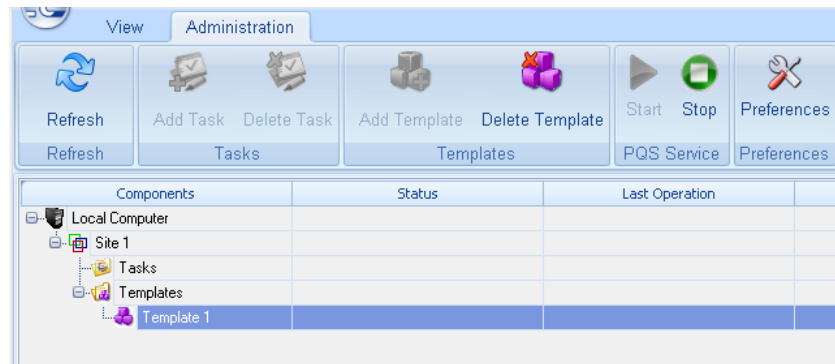 View Administration
Refresh Add Task Delete Task Add Template Delete Template Start Stop Preferences
Refresh Tasks Templates PQS Service Preferences
Components Status Last Operation
Local Computer
Site 1
Tasks
Templates
Template 1